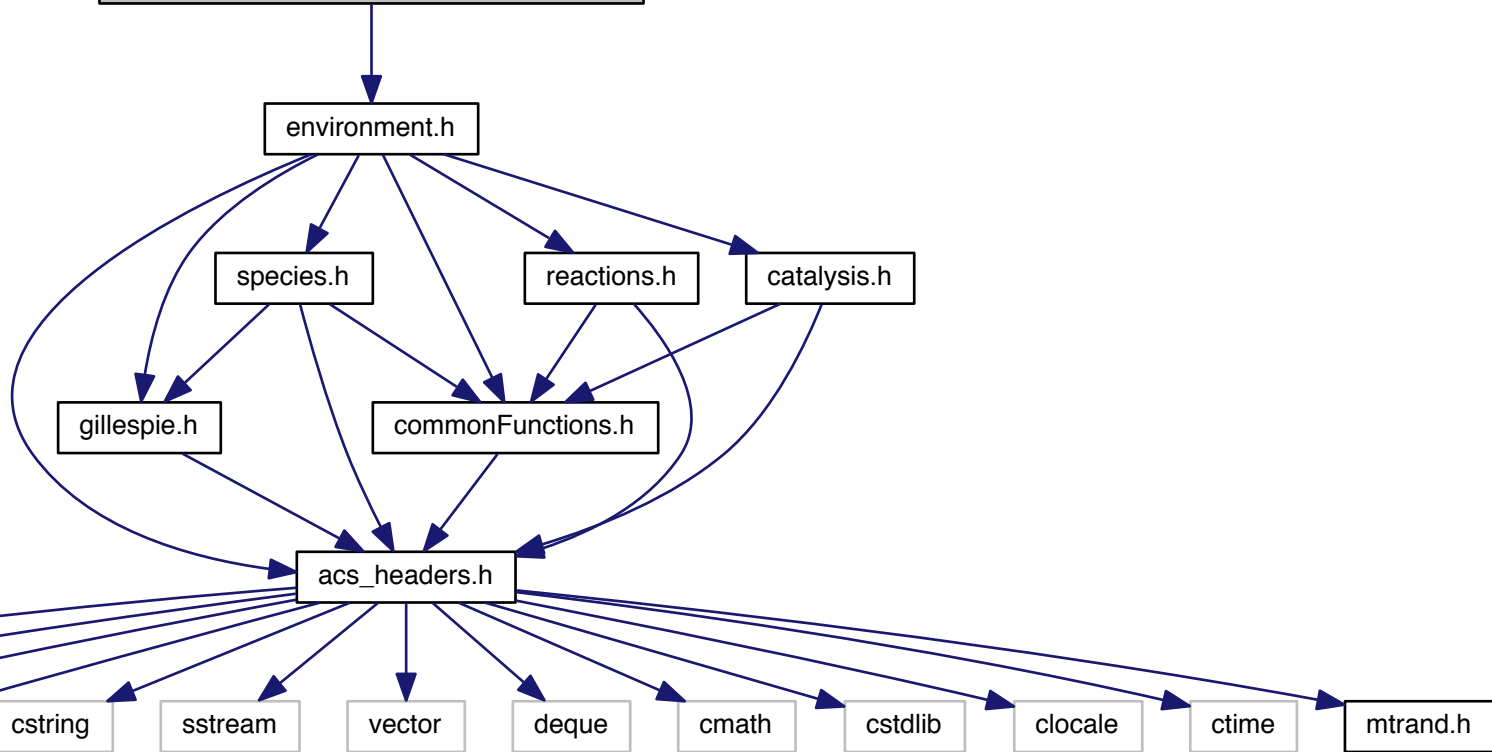 environment.h
species.h
reactions.h
catalysis.h
gillespie.h
commonFunctions.h
acs_headers.h
cstring
sstream
vector
deque
cmath
cstdlib
clocale
ctime
mtrand.h